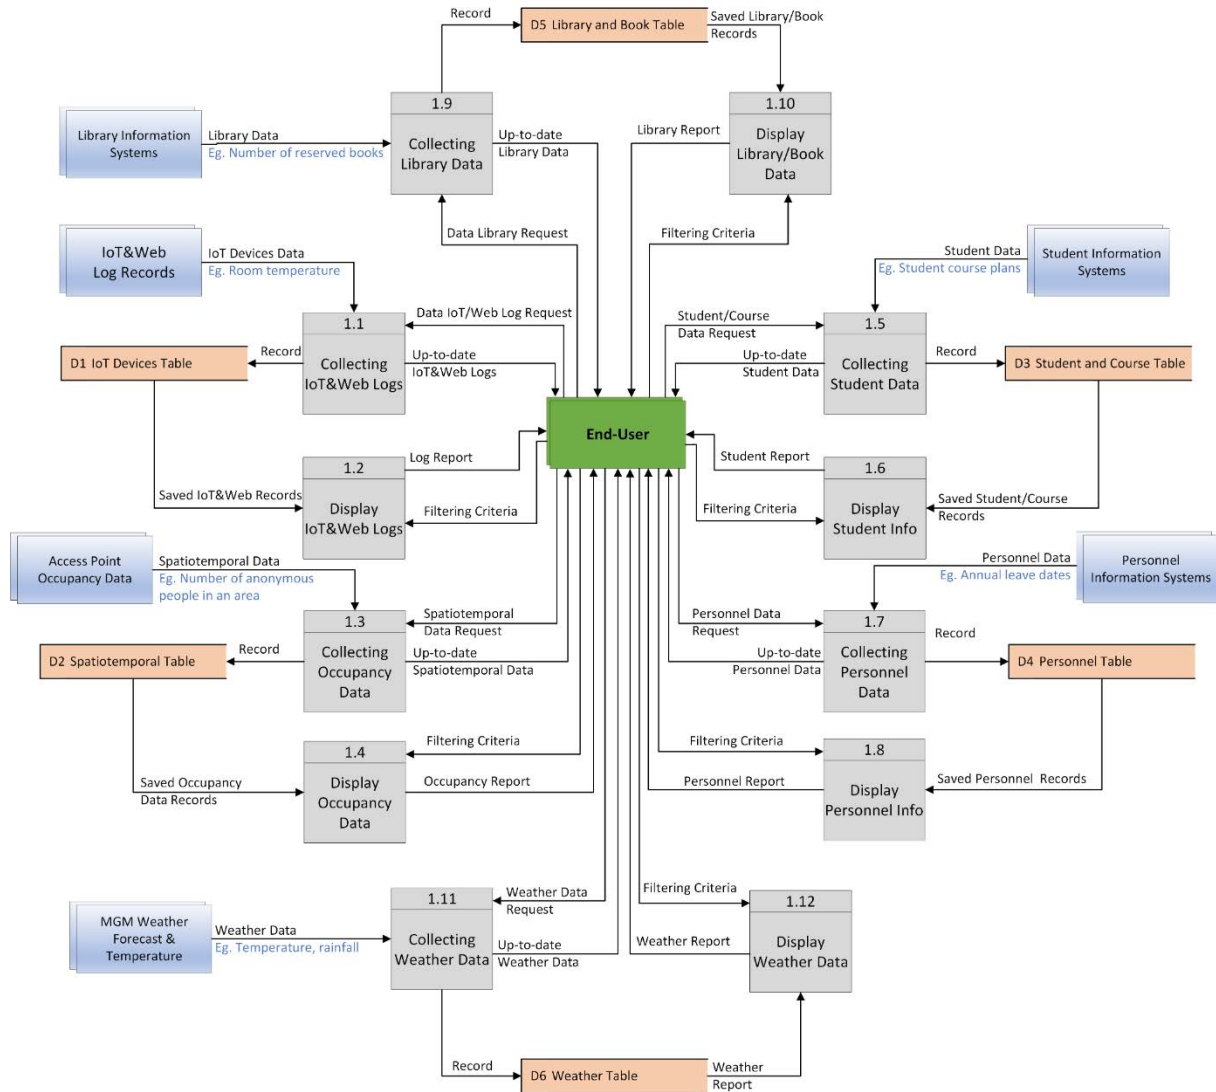 Record
D5 Library and Book Table
Saved Library/Book
Records
1.9
Collecting
Library Data
1.10
Display
Library/Book
Data
Library Information
Systems
Library Data
Eg. Number of reserved books
Up-to-date
Library Data
Library Report
Data Library Request
Filtering Criteria
IoT&Web
Log Records
IoT Devices Data
Eg. Room temperature
Student Data
Eg. Student course plans
Student Information
Systems
1.1
Collecting
IoT&Web Logs
Data IoT/Web Log Request
Up-to-date
IoT&Web Logs
Record
D1 IoT Devices Table
Student/Course
Data Request
Up-to-date
Student Data
1.5
Collecting
Student Data
Record
D3 Student and Course Table
End-User
1.2
Display
IoT&Web Logs
Log Report
Filtering Criteria
Saved IoT&Web Records
Student Report
Filtering Criteria
1.6
Display
Student Info
Saved Student/Course
Records
Access Point
Occupancy Data
Spatiotemporal Data
Eg. Number of anonymous
people in an area
Personnel Data
Eg. Annual leave dates
Personnel
Information Systems
1.3
Collecting
Occupancy
Data
Spatiotemporal
Data Request
Up-to-date
Spatiotemporal Data
Record
D2 Spatiotemporal Table
Personnel Data
Request
Up-to-date
Personnel Data
1.7
Collecting
Personnel
Data
Record
D4 Personnel Table
1.4
Display
Occupancy
Data
Filtering Criteria
Occupancy Report
Saved Occupancy
Data Records
Filtering Criteria
Personnel Report
1.8
Display
Personnel Info
Saved Personnel Records
MGM Weather
Forecast &
Temperature
Weather Data
Eg. Temperature, rainfall
1.11
Collecting
Weather Data
Weather Data
Request
Up-to-date
Weather Data
Filtering Criteria
Weather Report
1.12
Display
Weather Data
Record
D6 Weather Table
Weather
Report